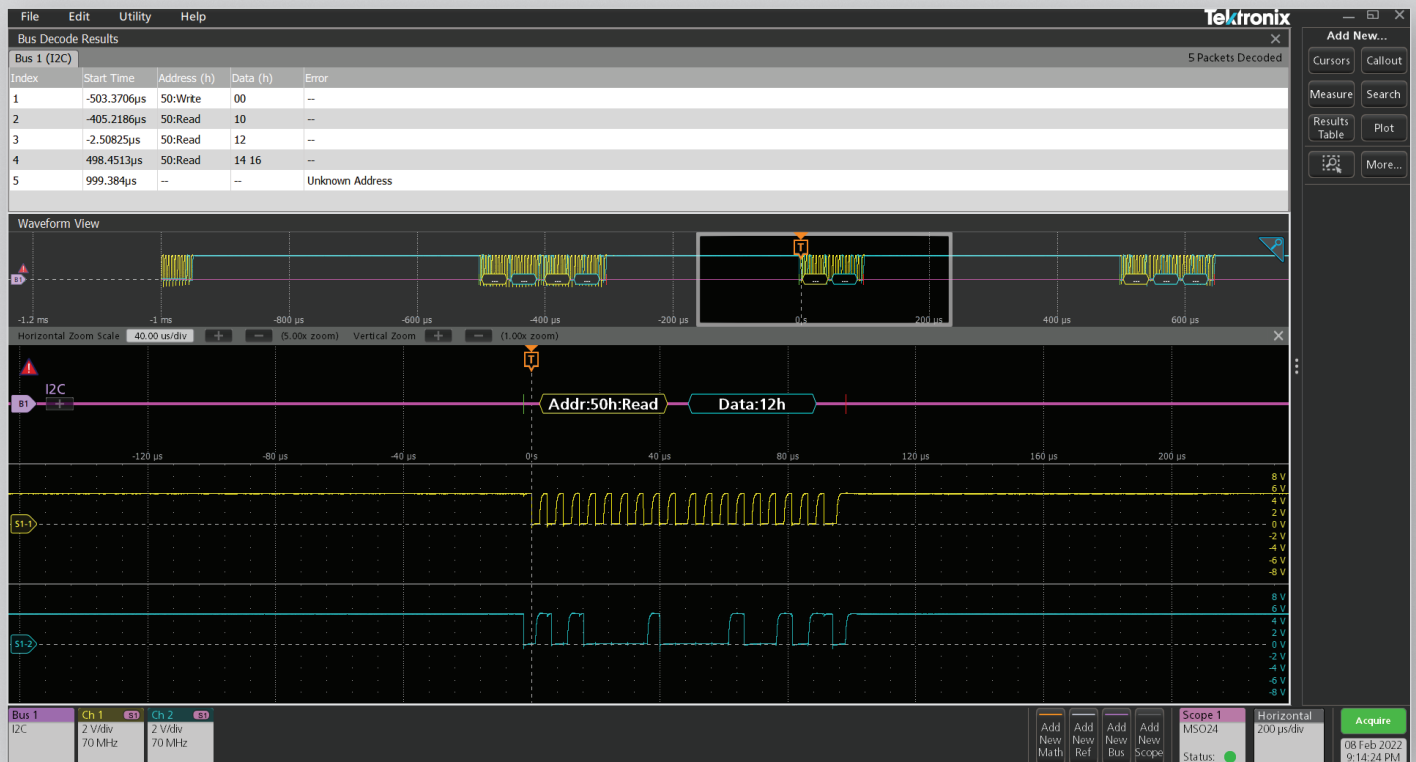 File Edit Utility Help Tektronix
Bus Decode Results
Bus 1 (I2C) 5 Packets Decoded
Index Start Time Address (h) Data (h) Error
1 -503.3706µs 50:Write 00 --
2 -405.2186µs 50:Read 10 --
3 -2.50825µs 50:Read 12 --
4 498.4513µs 50:Read 14 16 --
5 999.384µs -- -- Unknown Address
Waveform View
T
B1
... ... ... ... ... ... ... ... ...
-1.2 ms -1 ms -800 µs -600 µs -400 µs -200 µs 0 s 200 µs 400 µs 600 µs
Horizontal Zoom Scale 40.00 us/div + − (5.00x zoom) Vertical Zoom + − (1.00x zoom)
T
!
I2C
B1 + Addr:50h:Read Data:12h
-120 µs -80 µs -40 µs 0 s 40 µs 80 µs 120 µs 160 µs 200 µs
8 V
6 V
4 V
2 V
S1-1 0 V
-2 V
-4 V
-6 V
-8 V
8 V
6 V
4 V
2 V
S1-2 0 V
-2 V
-4 V
-6 V
-8 V
Add New...
Cursors Callout
Measure Search
Results
Table
Plot
More...
Bus 1
I2C
Ch 1 S1
2 V/div
70 MHz
Ch 2 S1
2 V/div
70 MHz
Add
New
Math
Add
New
Ref
Add
New
Bus
Add
New
Scope
Scope 1
MSO24
Status:
Horizontal
200 µs/div
Acquire
08 Feb 2022
9:14:24 PM